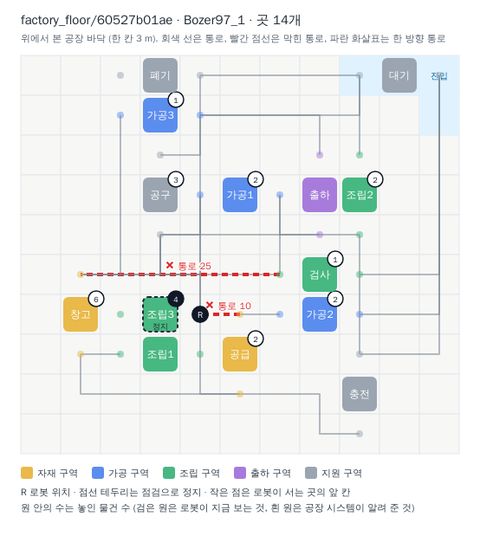 factory_floor/60527b01ae · Bozer97_1 · 곳 14개
위에서 본 공장 바닥 (한 칸 3 m). 회색 선은 통로, 빨간 점선은 막힌 통로, 파란 화살표는 한 방향 통로
폐기
대기
진입
1
가공3
3
2
2
공구
가공1
출하
조립2
1
✕ 통로 25
검사
6
4
2
✕ 통로 10
창고
조립3
정지
R
가공2
2
조립1
공급
충전
자재 구역
가공 구역
조립 구역
출하 구역
지원 구역
R 로봇 위치 · 점선 테두리는 점검으로 정지 · 작은 점은 로봇이 서는 곳의 앞 칸
원 안의 수는 놓인 물건 수 (검은 원은 로봇이 지금 보는 것, 흰 원은 공장 시스템이 알려 준 것)